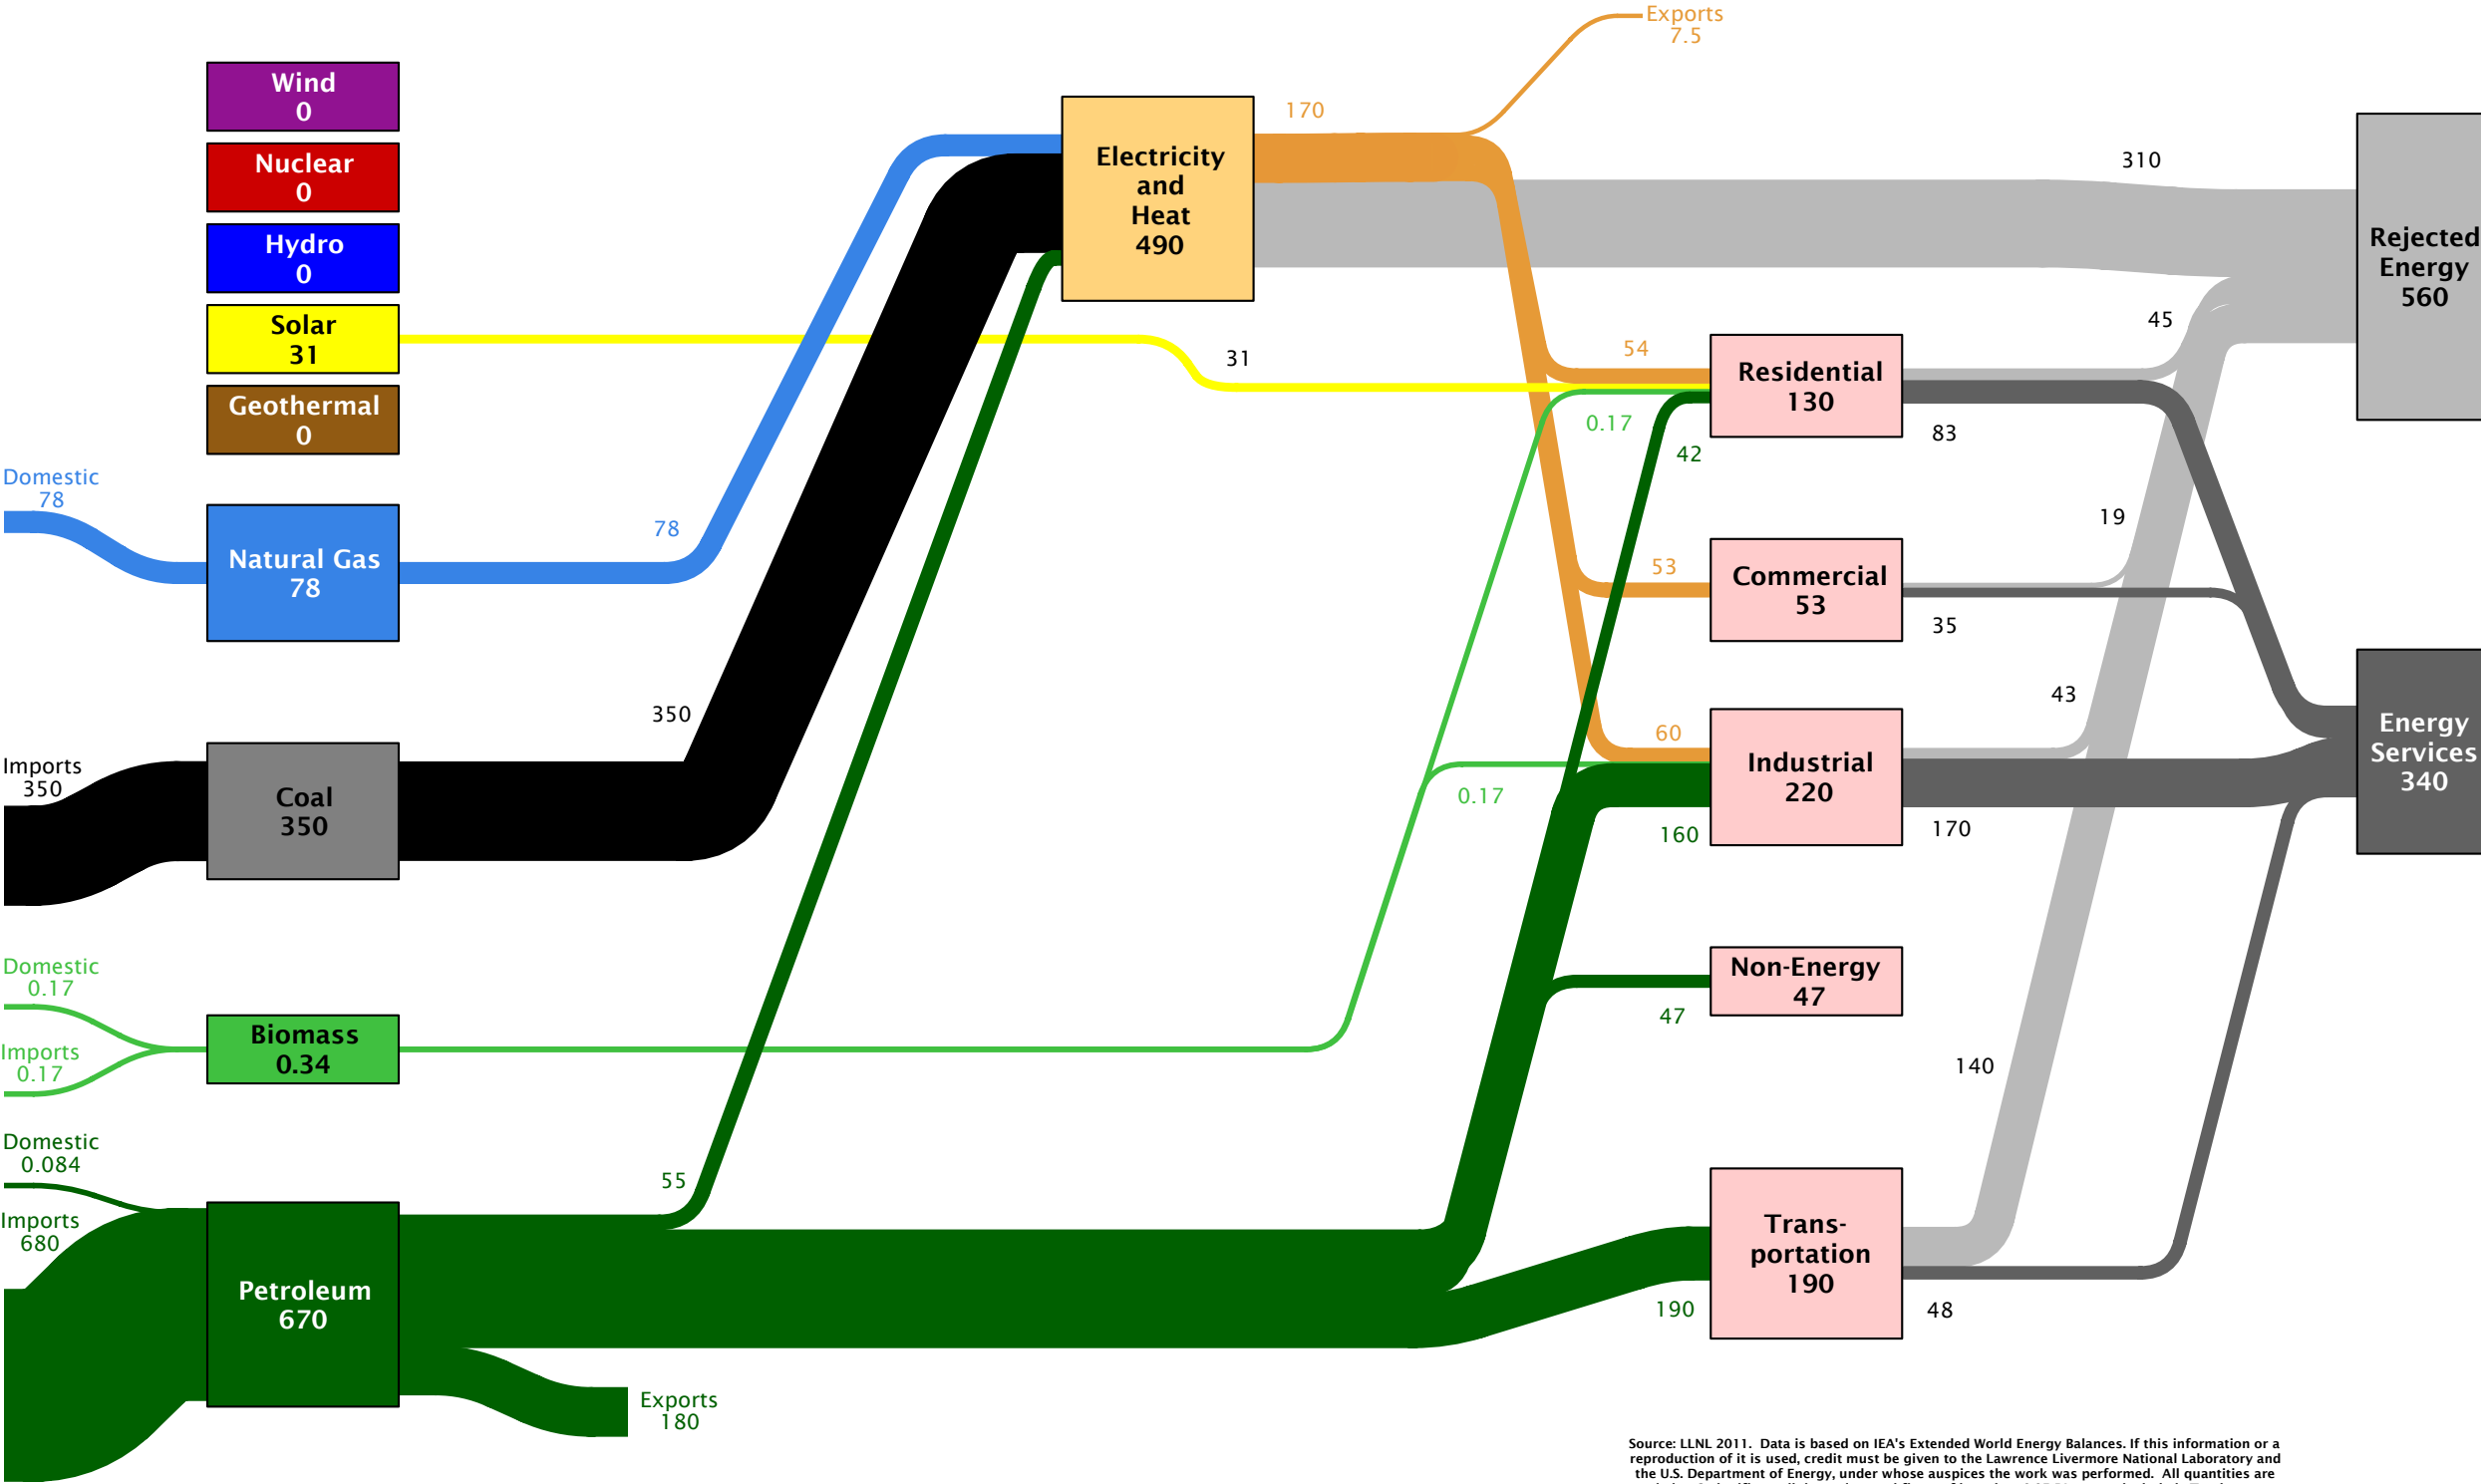 Exports
7.5
Wind
0
Nuclear
0
Hydro
0
Solar
31
Geothermal
0
Domestic
78
Natural Gas
78
78
Imports
350
Coal
350
350
Domestic
0.17
Imports
0.17
Biomass
0.34
Domestic
0.084
Imports
680
Petroleum
670
55
Exports
180
Electricity
and
Heat
490
170
31
54
0.17
42
53
60
0.17
160
47
190
Residential
130
Commercial
53
Industrial
220
Non-Energy
47
Trans-
portation
190
310
45
83
19
35
43
170
140
48
Rejected
Energy
560
Energy
Services
340
Source: LLNL 2011. Data is based on IEA's Extended World Energy Balances. If this information or a
reproduction of it is used, credit must be given to the Lawrence Livermore National Laboratory and
the U.S. Department of Energy, under whose auspices the work was performed. All quantities are